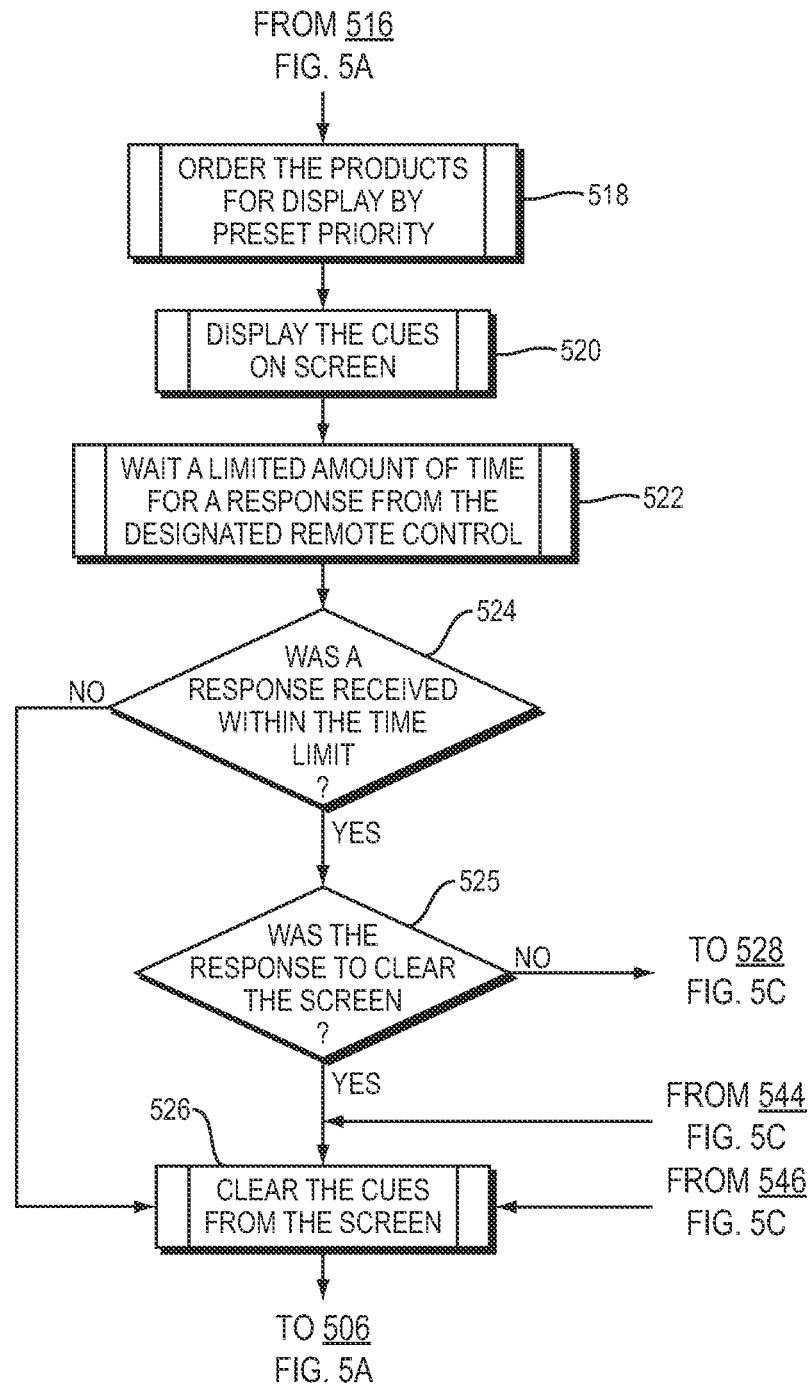 FROM 516
FIG. 5A
ORDER THE PRODUCTS
FOR DISPLAY BY
PRESET PRIORITY
518
DISPLAY THE CUES
ON SCREEN
520
WAIT A LIMITED AMOUNT OF TIME
FOR A RESPONSE FROM THE
DESIGNATED REMOTE CONTROL
522
524
WAS A
RESPONSE RECEIVED
WITHIN THE TIME
LIMIT
?
NO
YES
525
WAS THE
RESPONSE TO CLEAR
THE SCREEN
?
NO
TO 528
FIG. 5C
YES
FROM 544
FIG. 5C
526
CLEAR THE CUES
FROM THE SCREEN
FROM 546
FIG. 5C
TO 506
FIG. 5A